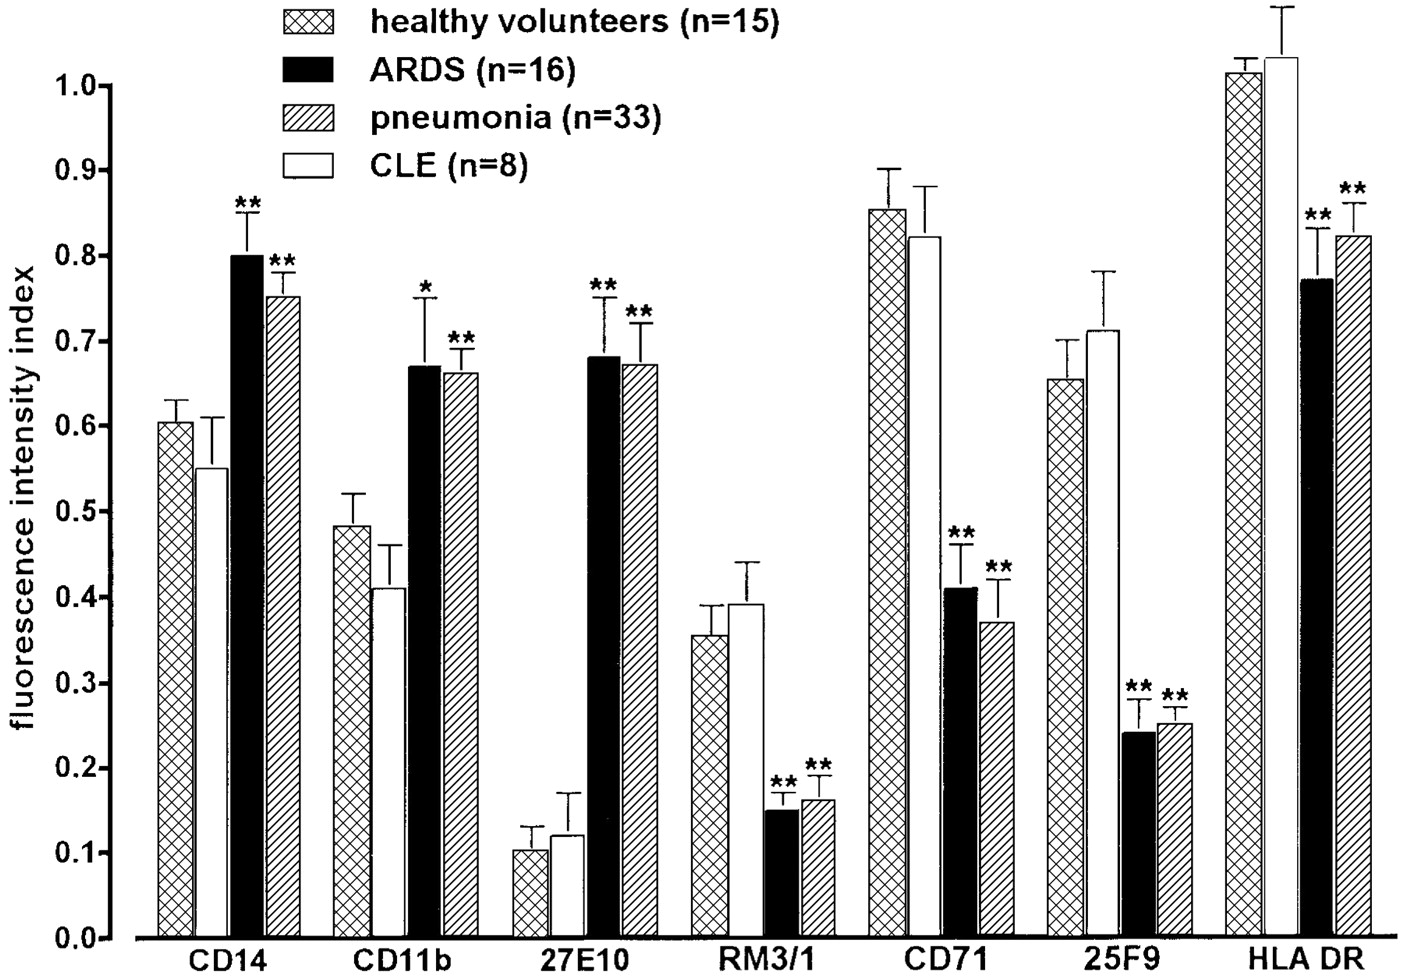 healthy volunteers (n=15)
ARDS (n=16)
pneumonia (n=33)
CLE (n=8)
fluorescence intensity index
1.0
0.9
0.8
0.7
0.6
0.5
0.4
0.3
0.2
0.1
0.0
** ** * ** ** ** ** ** ** ** ** ** ** **
CD14 CD11b 27E10 RM3/1 CD71 25F9 HLA DR